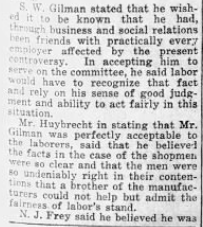 S. W. Gilman stated that he wish-
ed it to be known that he had,
through business and social relations
been friends with practically every
employer affected by the present
controversy. In accepting him to
serve on the committee, he said labor
would have to recognize that fact
and rely on his sense of good judg-
ment and ability to act fairly in this
situation.
Mr. Huybrecht in stating that Mr.
Gilman was perfectly acceptable to
the laborers, said that he believed
the facts in the case of the shopmen
were so clear and that the men were
so undeniably right in their conten-
tions that a brother of the manufac-
turers could not help but admit the
fairness of labor's stand.
N. J. Frey said he believed he was